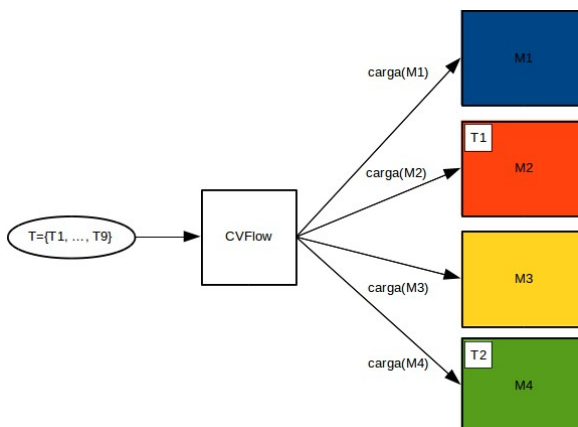 M1
carga(M1)
T1
M2
carga(M2)
T={T1, ..., T9}
CVFlow
M3
carga(M3)
T2
carga(M4)
M4